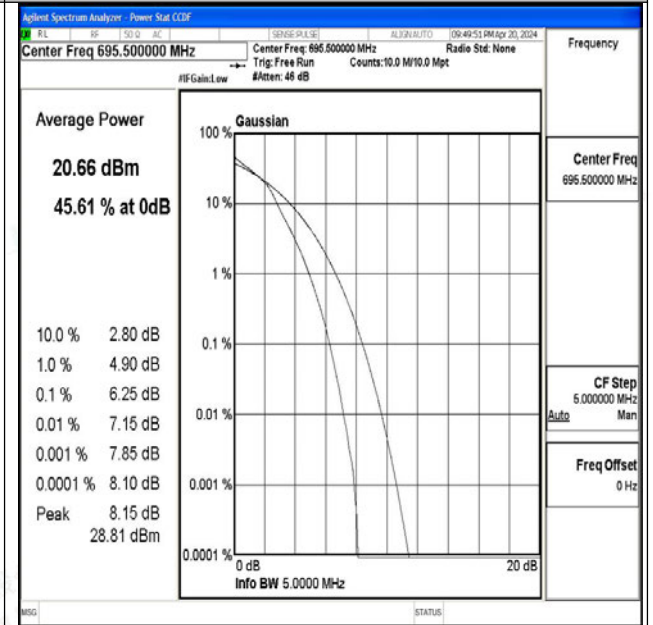 Agilent Spectrum Analyzer - Power Stat CCDF
RL RF 50 Ω AC SENSE:PULSE ALIGN AUTO 09:49:51 PM Apr 20, 2024
Center Freq 695.500000 MHz
Center Freq: 695.500000 MHz Radio Std: None
Trig: Free Run Counts:10.0 M/10.0 Mpt
#IFGain:Low #Atten: 46 dB
Frequency
Average Power
20.66 dBm
45.61 % at 0dB
10.0 % 2.80 dB
1.0 % 4.90 dB
0.1 % 6.25 dB
0.01 % 7.15 dB
0.001 % 7.85 dB
0.0001 % 8.10 dB
Peak 8.15 dB
28.81 dBm
Gaussian
100 %
10 %
1 %
0.1 %
0.01 %
0.001 %
0.0001 %
0 dB 20 dB
Info BW 5.0000 MHz
Center Freq
695.500000 MHz
CF Step
5.000000 MHz
Auto Man
Freq Offset
0 Hz
MSG STATUS